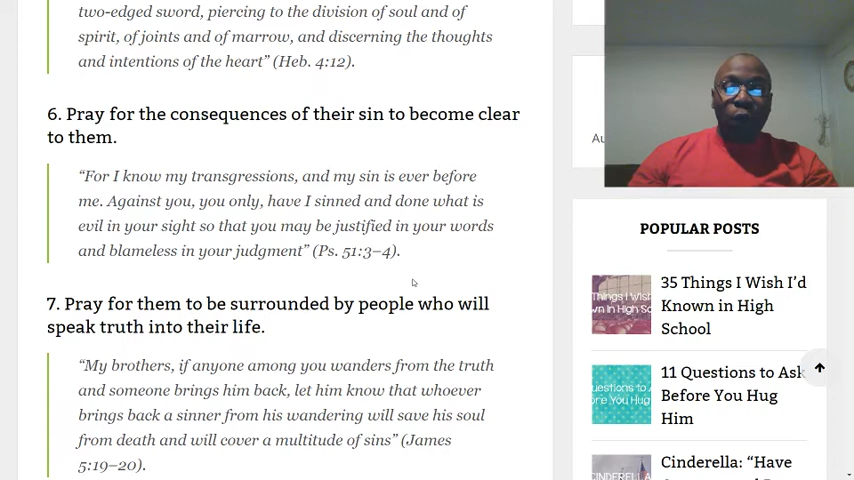 two-edged sword, piercing to the division of soul and of
spirit, of joints and of marrow, and discerning the thoughts
and intentions of the heart” (Heb. 4:12).
6. Pray for the consequences of their sin to become clear
to them.
“For I know my transgressions, and my sin is ever before
me. Against you, you only, have I sinned and done what is
evil in your sight so that you may be justified in your words
and blameless in your judgment” (Ps. 51:3–4).
7. Pray for them to be surrounded by people who will
speak truth into their life.
“My brothers, if anyone among you wanders from the truth
and someone brings him back, let him know that whoever
brings back a sinner from his wandering will save his soul
from death and will cover a multitude of sins” (James
5:19–20).
Au
POPULAR POSTS
35 Things I Wish I’d
Known in High
School
11 Questions to Ask
Before You Hug
Him
Cinderella: “Have